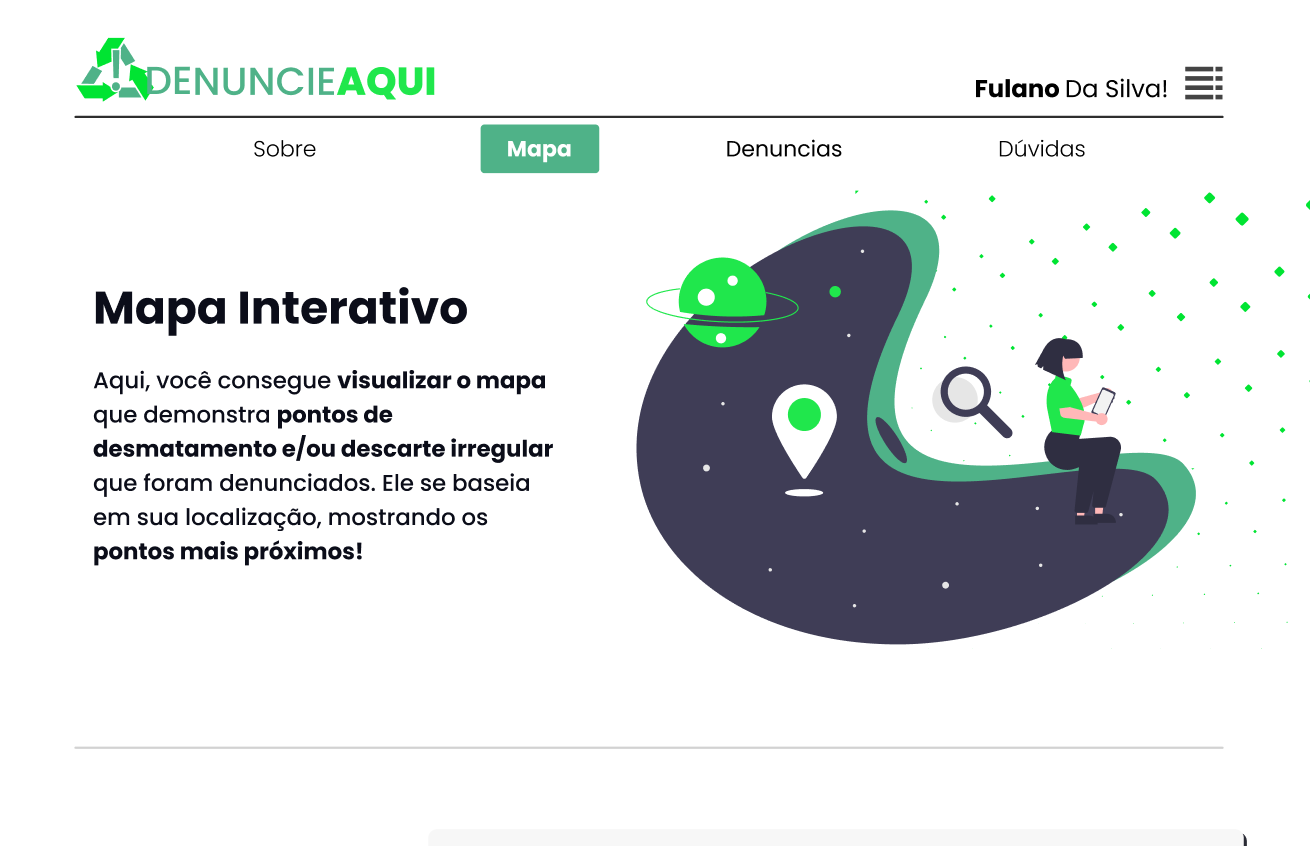 DENUNCIEAQUI
Fulano Da Silva!
Sobre
Mapa
Denuncias
Dúvidas
Mapa Interativo
Aqui, você consegue visualizar o mapa
que demonstra pontos de
desmatamento e/ou descarte irregular
que foram denunciados. Ele se baseia
em sua localização, mostrando os
pontos mais próximos!